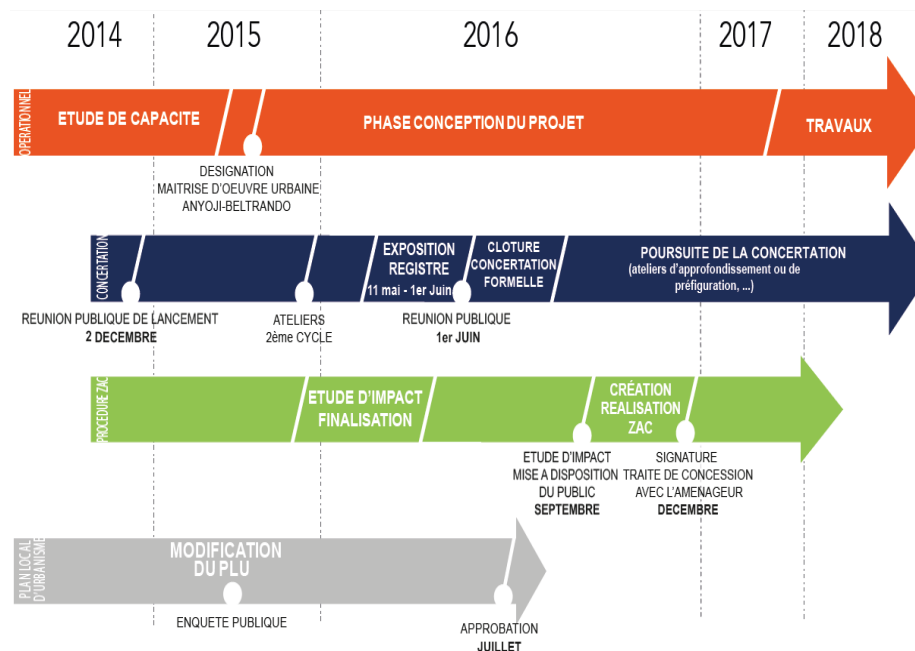 2014 2015 2016 2017 2018
OPERATIONNEL
ETUDE DE CAPACITE
PHASE CONCEPTION DU PROJET
TRAVAUX
DESIGNATION
MAITRISE D'OEUVRE URBAINE
ANYOJI-BELTRANDO
CONCERTATION
EXPOSITION
REGISTRE
11 mai - 1er Juin
CLOTURE
CONCERTATION
FORMELLE
POURSUITE DE LA CONCERTATION
(ateliers d'approfondissement ou de
préfiguration, ...)
REUNION PUBLIQUE DE LANCEMENT
2 DECEMBRE
ATELIERS
2ème CYCLE
REUNION PUBLIQUE
1er JUIN
PROCEDURE ZAC
ETUDE D'IMPACT
FINALISATION
CRÉATION
REALISATION
ZAC
ETUDE D'IMPACT
MISE A DISPOSITION
DU PUBLIC
SEPTEMBRE
SIGNATURE
TRAITE DE CONCESSION
AVEC L'AMENAGEUR
DECEMBRE
PLAN LOCAL
D'URBANISME
MODIFICATION
DU PLU
ENQUETE PUBLIQUE
APPROBATION
JUILLET